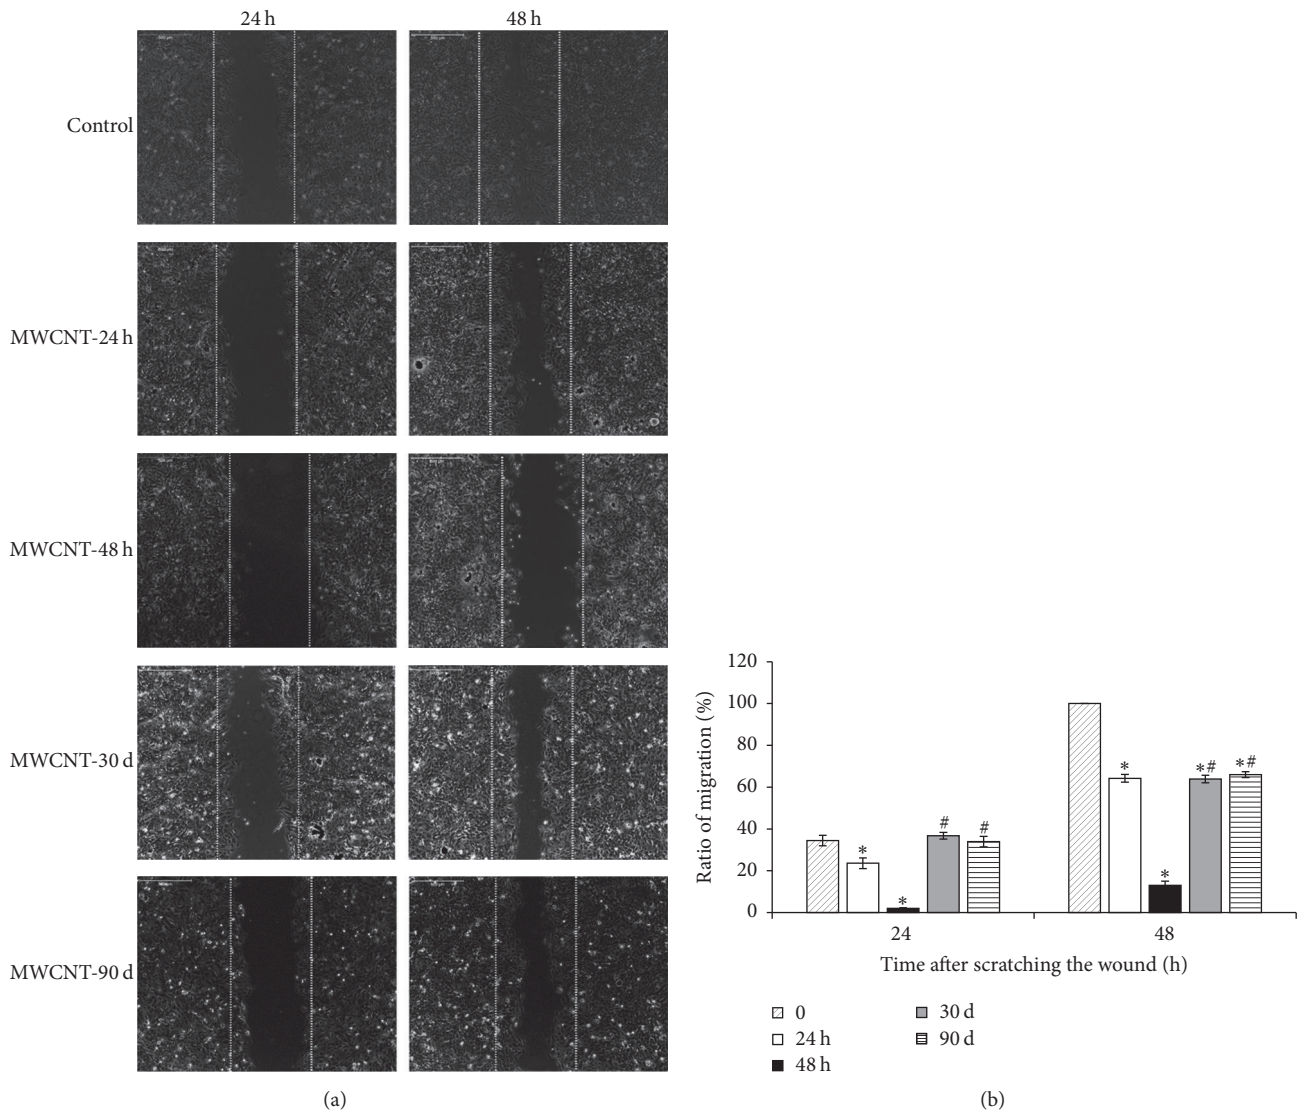 24 h
48 h
Control
MWCNT-24 h
MWCNT-48 h
MWCNT-30 d
MWCNT-90 d
(a)
Ratio of migration (%)
120
100
80
60
40
20
0
*
*
#
#
*
*
*#
*#
24
48
Time after scratching the wound (h)
0
24 h
48 h
30 d
90 d
(b)